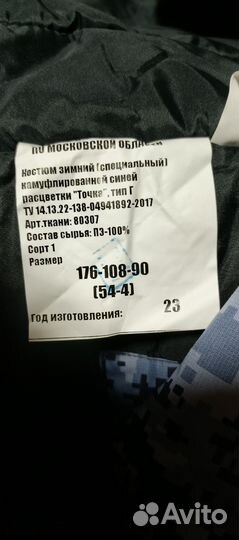 ПО МОСКОВСКОЙ ОБЛАСТИ
Костюм зимний (специальный)
камуфлированной синей
расцветки "Точка", тип Г
ТУ 14.13.22-138-04941892-2017
Арт.ткани: 80307
Состав сырья: ПЭ-100%
Сорт 1
Размер
176-108-90
(54-4)
Год изготовления: 23
Avito